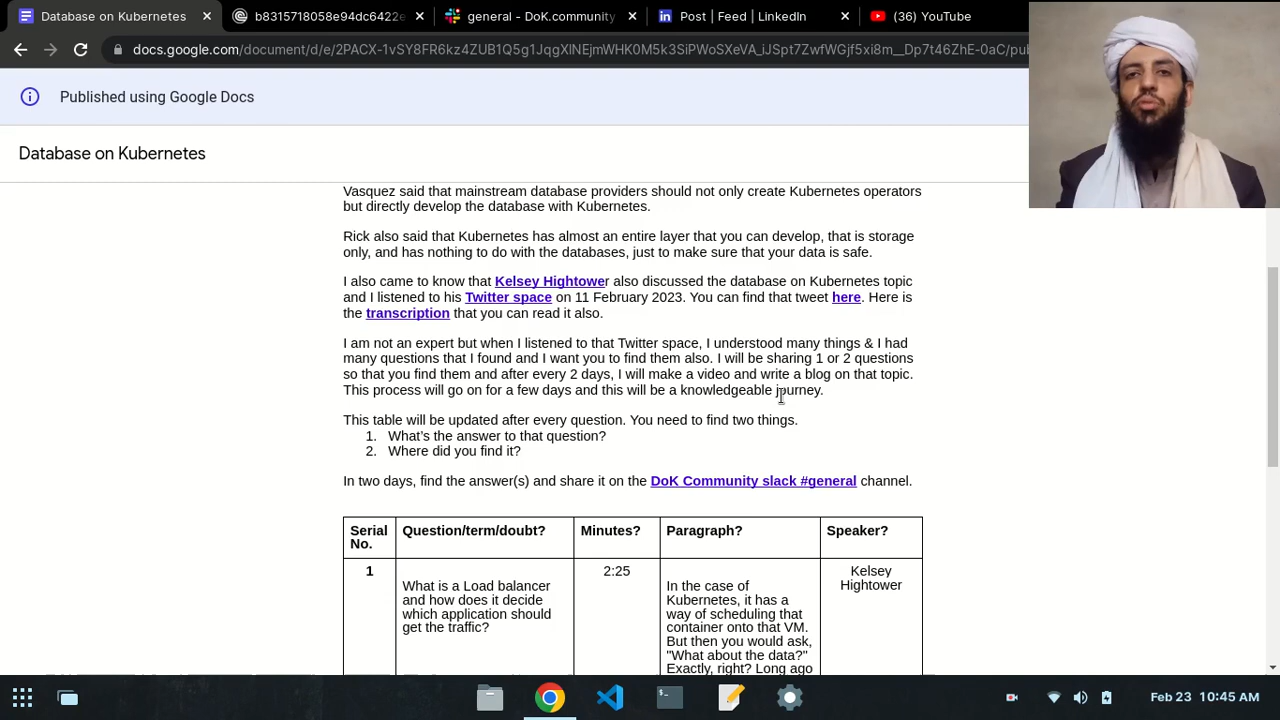 Database on Kubernetes
b8315718058e94dc6422e
general - DoK.community
Post | Feed | LinkedIn
(36) YouTube
docs.google.com/document/d/e/2PACX-1vSY8FR6kz4ZUB1Q5g1JqgXlNEjmWHK0M5k3SiPWoSXeVA_iJSpt7ZwfWGjf5xi8m__Dp7t46ZhE-0aC/pu
Published using Google Docs
Database on Kubernetes
Vasquez said that mainstream database providers should not only create Kubernetes operators
but directly develop the database with Kubernetes.
Rick also said that Kubernetes has almost an entire layer that you can develop, that is storage
only, and has nothing to do with the databases, just to make sure that your data is safe.
I also came to know that Kelsey Hightower also discussed the database on Kubernetes topic
and I listened to his Twitter space on 11 February 2023. You can find that tweet here. Here is
the transcription that you can read it also.
I am not an expert but when I listened to that Twitter space, I understood many things & I had
many questions that I found and I want you to find them also. I will be sharing 1 or 2 questions
so that you find them and after every 2 days, I will make a video and write a blog on that topic.
This process will go on for a few days and this will be a knowledgeable journey.
This table will be updated after every question. You need to find two things.
1. What's the answer to that question?
2. Where did you find it?
In two days, find the answer(s) and share it on the DoK Community slack #general channel.
Serial No.
Question/term/doubt?
Minutes?
Paragraph?
Speaker?
1
What is a Load balancer
and how does it decide
which application should
get the traffic?
2:25
In the case of
Kubernetes, it has a
way of scheduling that
container onto that VM.
But then you would ask,
"What about the data?"
Exactly, right? Long ago
Kelsey
Hightower
Feb 23 10:45 AM